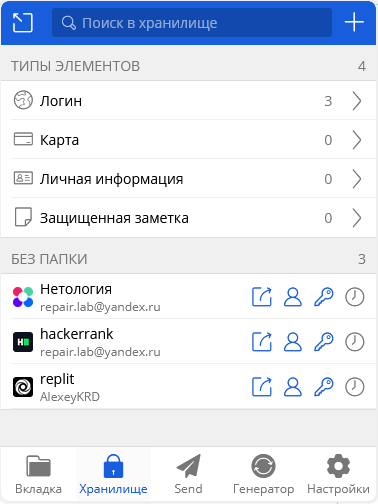 Поиск в хранилище
ТИПЫ ЭЛЕМЕНТОВ 4
Логин 3
Карта 0
Личная информация 0
Защищенная заметка 0
БЕЗ ПАПКИ 3
Нетология
repair.lab@yandex.ru
hackerrank
repair.lab@yandex.ru
replit
AlexeyKRD
Вкладка Хранилище Send Генератор Настройки